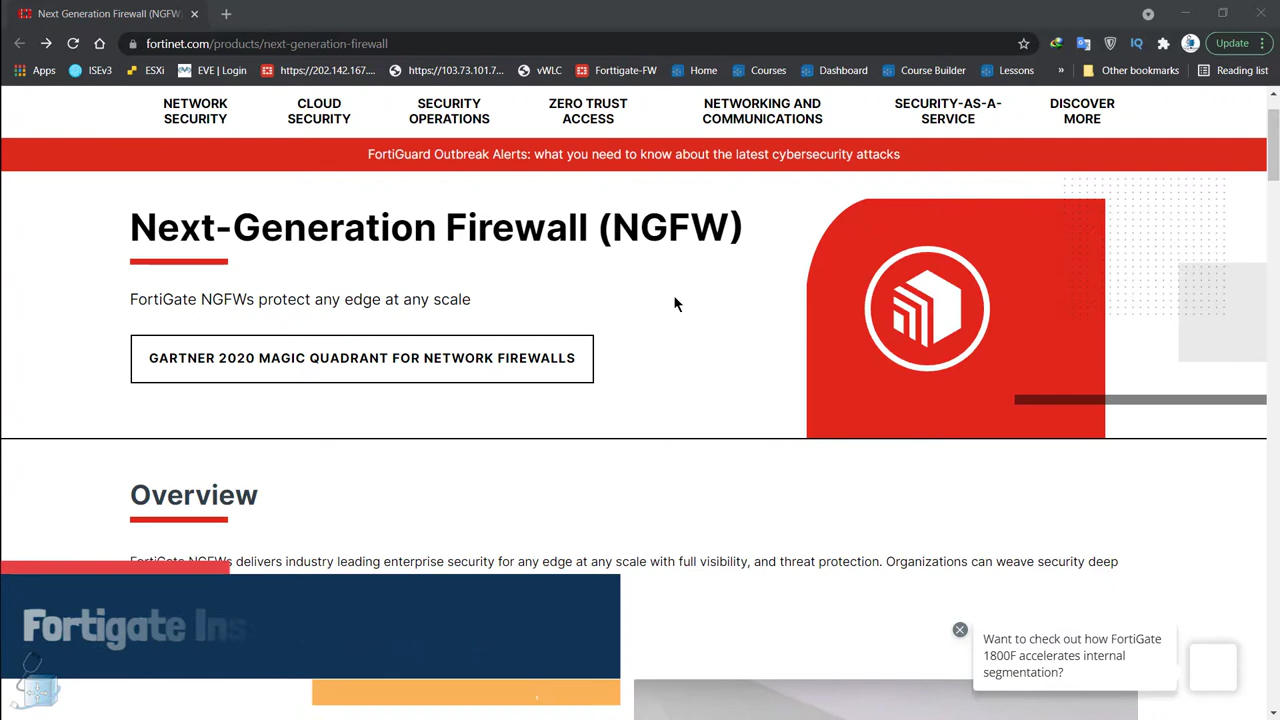 Next Generation Firewall (NGFW)
fortinet.com/products/next-generation-firewall
Update
Apps
ISEv3
ESXi
EVE | Login
https://202.142.167....
https://103.73.101.7...
vWLC
Forttigate-FW
Home
Courses
Dashboard
Course Builder
Lessons
»
Other bookmarks
Reading list
NETWORK
SECURITY
CLOUD
SECURITY
SECURITY
OPERATIONS
ZERO TRUST
ACCESS
NETWORKING AND
COMMUNICATIONS
SECURITY-AS-A-
SERVICE
DISCOVER
MORE
FortiGuard Outbreak Alerts: what you need to know about the latest cybersecurity attacks
Next-Generation Firewall (NGFW)
FortiGate NGFWs protect any edge at any scale
GARTNER 2020 MAGIC QUADRANT FOR NETWORK FIREWALLS
Overview
FortiGate NGFWs delivers industry leading enterprise security for any edge at any scale with full visibility, and threat protection. Organizations can weave security deep
Fortigate Ins
Want to check out how FortiGate
1800F accelerates internal
segmentation?